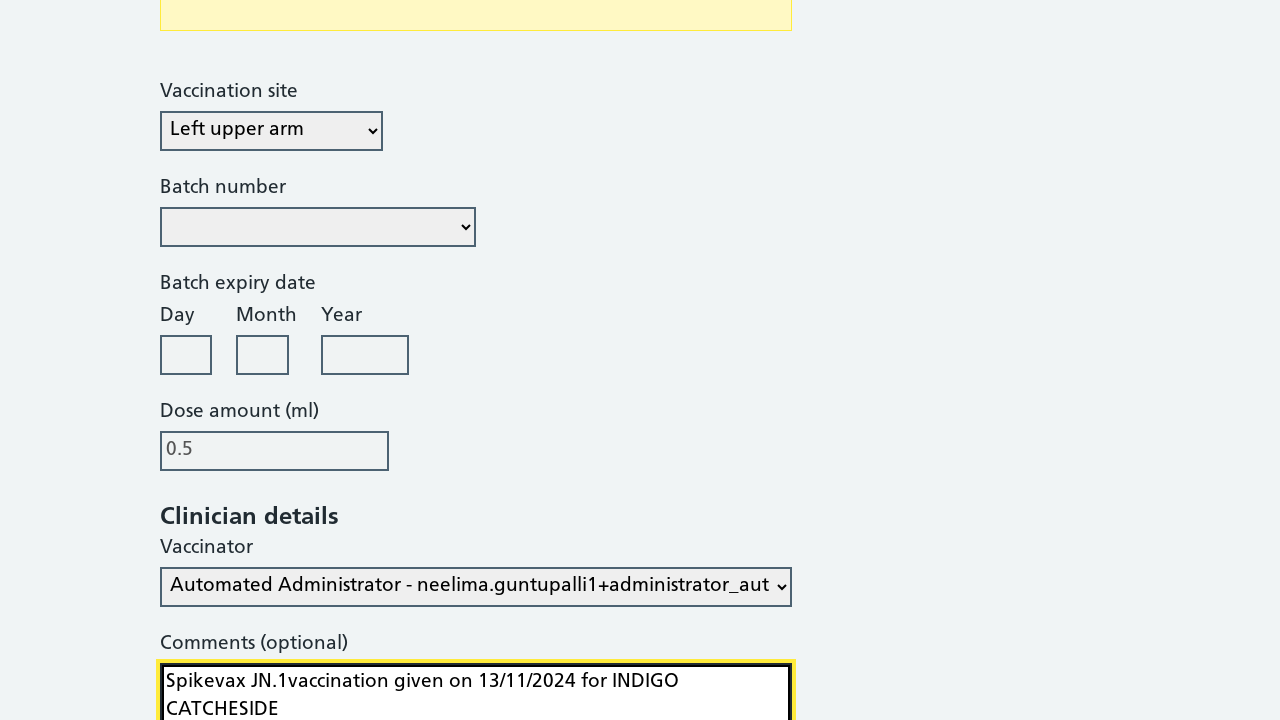 Vaccination site
Left upper arm
Batch number
Batch expiry date
Day Month Year
Dose amount (ml)
0.5
Clinician details
Vaccinator
Automated Administrator - neelima.guntupalli1+administrator_aut
Comments (optional)
Spikevax JN.1vaccination given on 13/11/2024 for INDIGO
CATCHESIDE